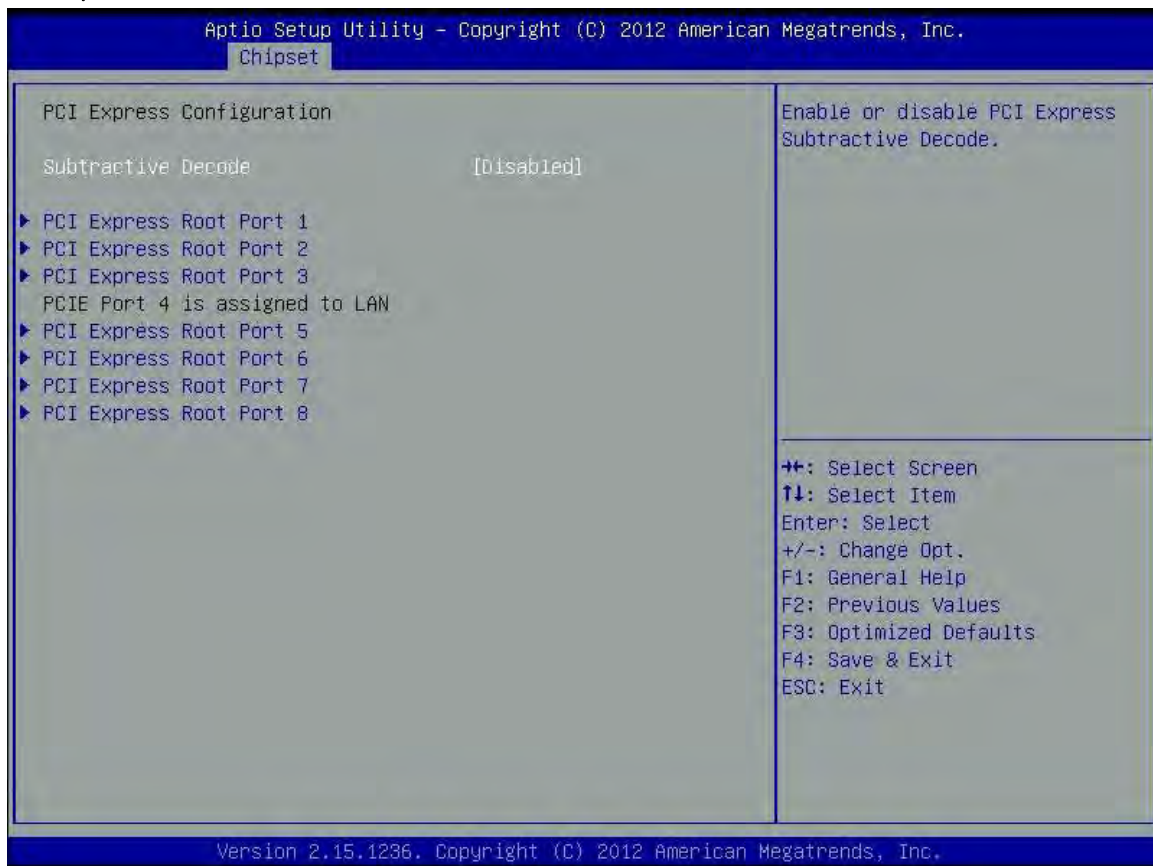 Aptio Setup Utility – Copyright (C) 2012 American Megatrends, Inc.
Chipset
PCI Express Configuration
Subtractive Decode [Disabled]
▶ PCI Express Root Port 1
▶ PCI Express Root Port 2
▶ PCI Express Root Port 3
PCIE Port 4 is assigned to LAN
▶ PCI Express Root Port 5
▶ PCI Express Root Port 6
▶ PCI Express Root Port 7
▶ PCI Express Root Port 8
Enable or disable PCI Express
Subtractive Decode.
→←: Select Screen
↑↓: Select Item
Enter: Select
+/-: Change Opt.
F1: General Help
F2: Previous Values
F3: Optimized Defaults
F4: Save & Exit
ESC: Exit
Version 2.15.1236. Copyright (C) 2012 American Megatrends, Inc.